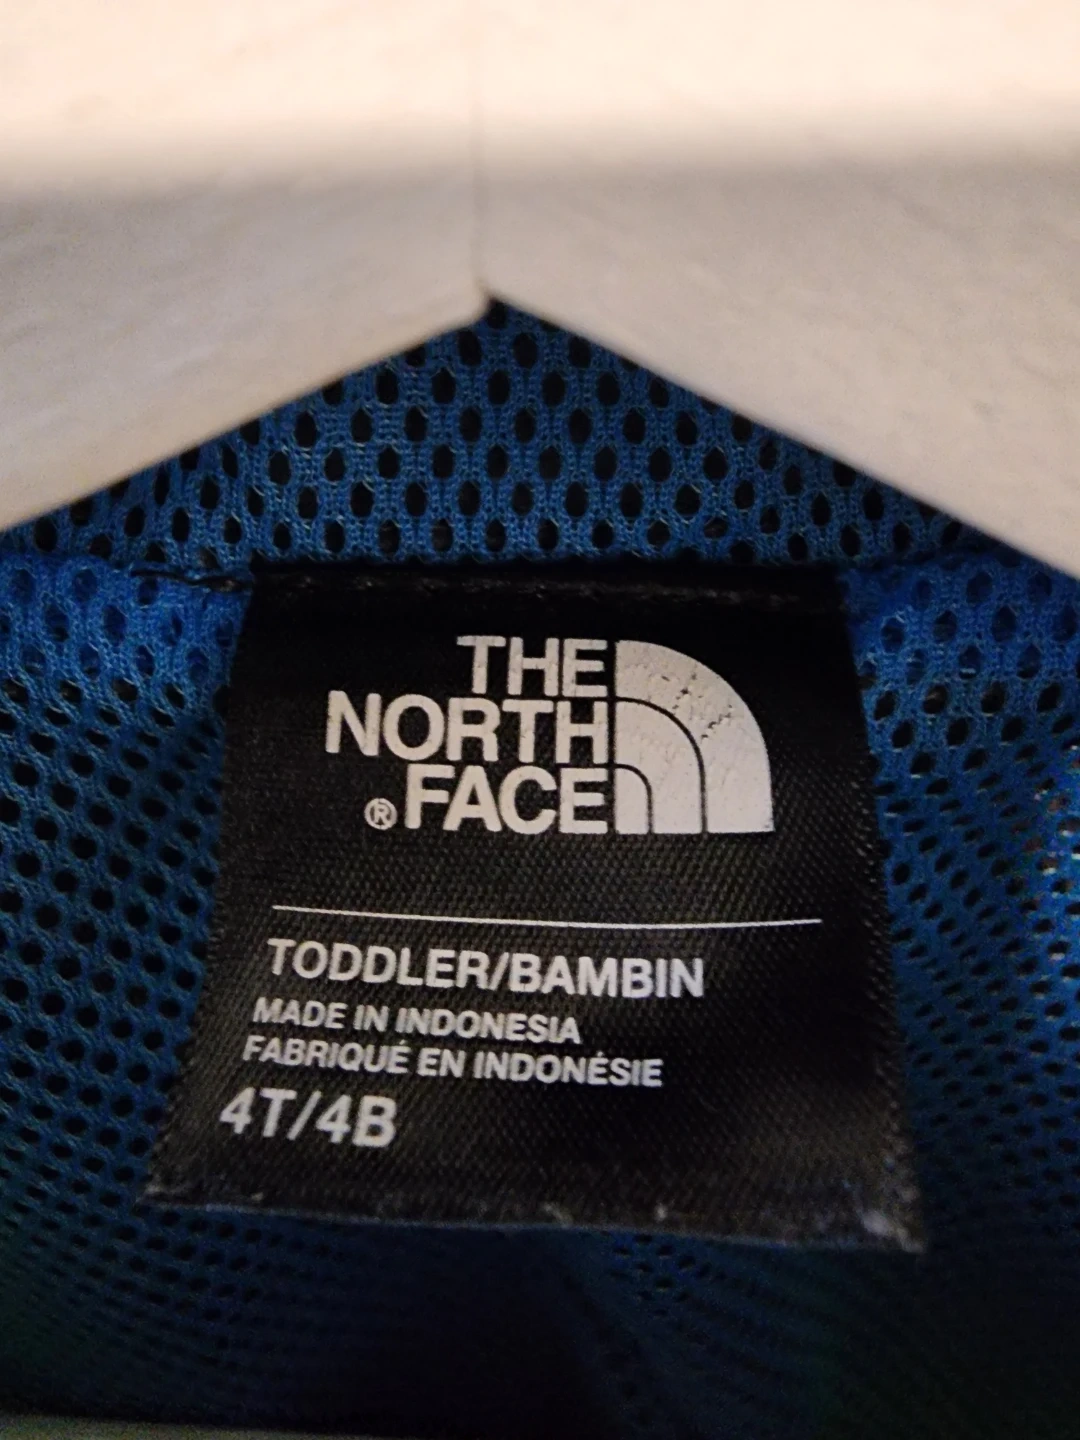 THE
NORTH
®FACE
TODDLER/BAMBIN
MADE IN INDONESIA
FABRIQUÉ EN INDONÉSIE
4T/4B